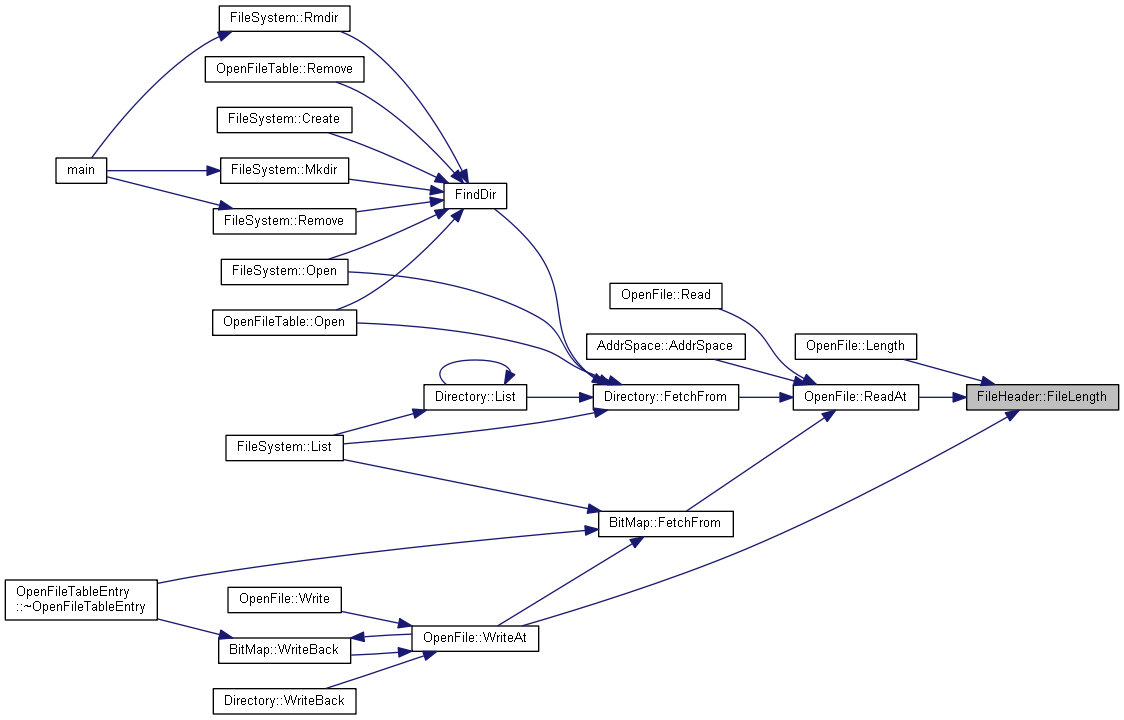 FileSystem::Rmdir
OpenFileTable::Remove
FileSystem::Create
main
FileSystem::Mkdir
FindDir
FileSystem::Remove
FileSystem::Open
OpenFile::Read
OpenFileTable::Open
AddrSpace::AddrSpace
OpenFile::Length
Directory::List
Directory::FetchFrom
OpenFile::ReadAt
FileHeader::FileLength
FileSystem::List
BitMap::FetchFrom
OpenFileTableEntry
::~OpenFileTableEntry
OpenFile::Write
OpenFile::WriteAt
BitMap::WriteBack
Directory::WriteBack